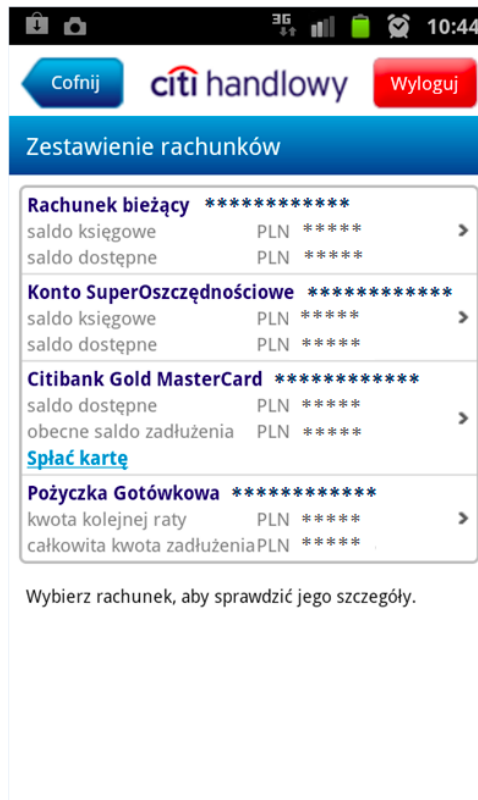 3G 10:44
Cofnij citi handlowy Wyloguj
Zestawienie rachunków
Rachunek bieżący ************
saldo księgowe PLN *****
saldo dostępne PLN *****
Konto SuperOszczędnościowe ************
saldo księgowe PLN *****
saldo dostępne PLN *****
Citibank Gold MasterCard ************
saldo dostępne PLN *****
obecne saldo zadłużenia PLN *****
Spłać kartę
Pożyczka Gotówkowa ************
kwota kolejnej raty PLN *****
całkowita kwota zadłużenia PLN *****
Wybierz rachunek, aby sprawdzić jego szczegóły.